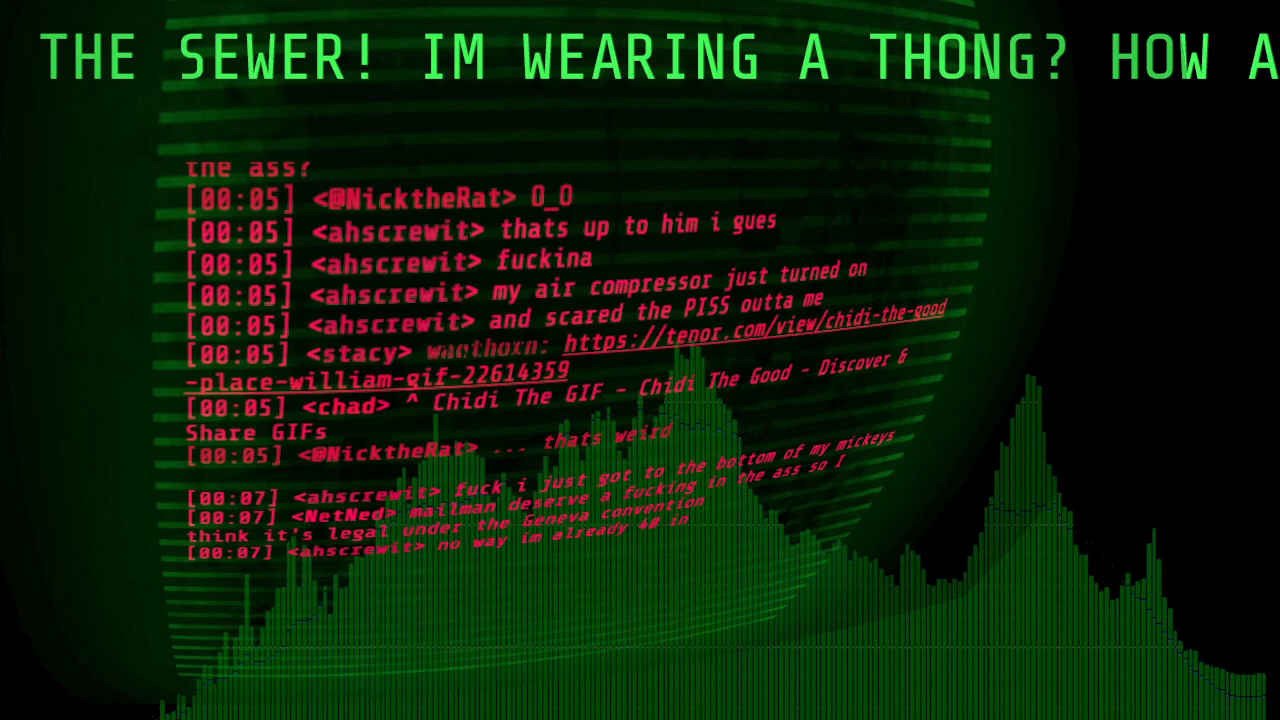 THE SEWER! IM WEARING A THONG? HOW A
the ass?
[00:05] <@NicktheRat> O_O
[00:05] <ahscrewit> thats up to him i gues
[00:05] <ahscrewit> fuckina
[00:05] <ahscrewit> my air compressor just turned on
[00:05] <ahscrewit> and scared the PISS outta me
[00:05] <stacy> https://tenor.com/view/chidi-the-good
-place-william-gif-22614359
[00:05] <chad> ^ Chidi The GIF - Chidi The Good - Discover &
Share GIFs
[00:05] <@NicktheRat> ... thats weird
[00:07] <ahscrewit> fuck i just got to the bottom of my mickeys
[00:07] <NetNed> mailman deserve a fucking in the ass so I
think it's legal under the Geneva convention
[00:07] <ahscrewit> no way im already 40 in